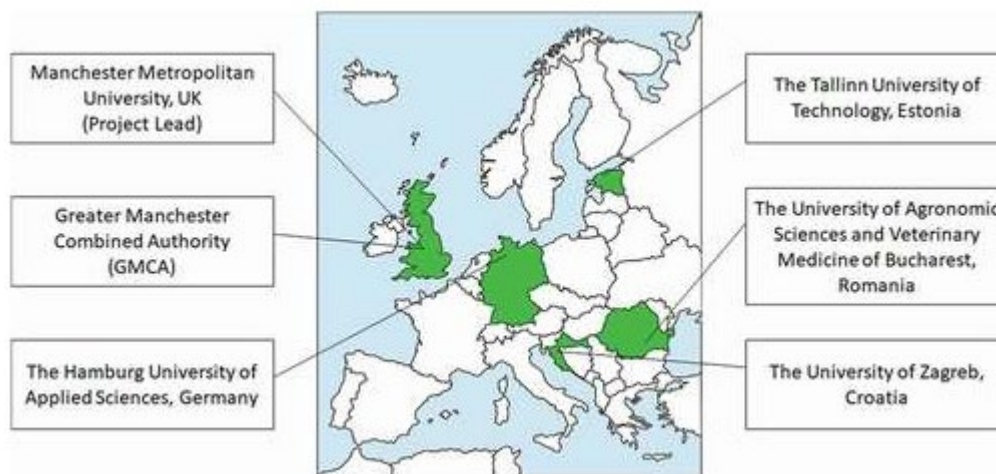 Manchester Metropolitan
University, UK
(Project Lead)
Greater Manchester
Combined Authority
(GMCA)
The Hamburg University of
Applied Sciences, Germany
The Tallinn University of
Technology, Estonia
The University of Agronomic
Sciences and Veterinary
Medicine of Bucharest,
Romania
The University of Zagreb,
Croatia